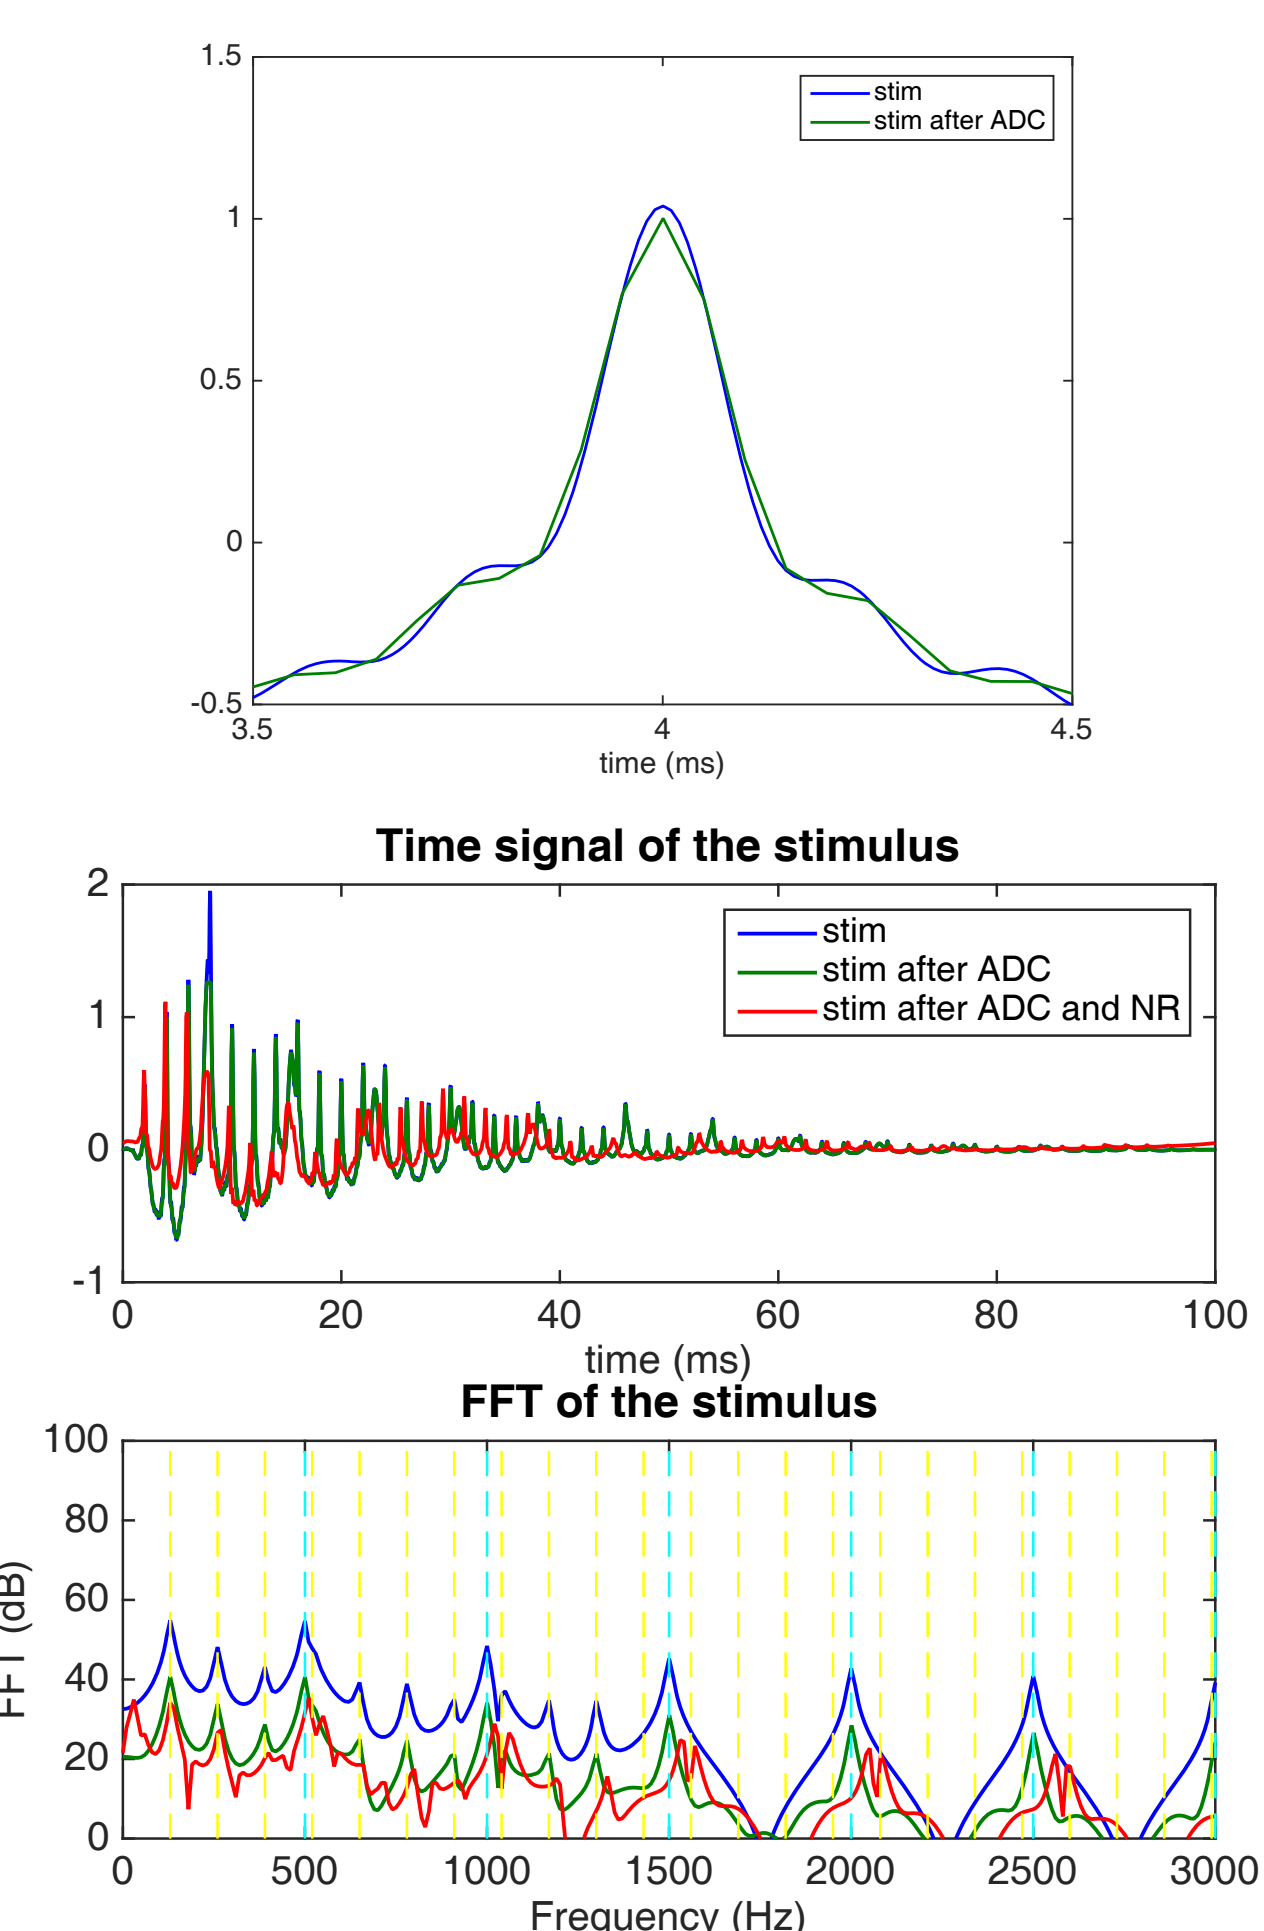 1.5
stim
stim after ADC
1
0.5
0
-0.5
3.5 4 4.5
time (ms)
Time signal of the stimulus
2
stim
stim after ADC
stim after ADC and NR
1
0
-1
0 20 40 60 80 100
time (ms)
FFT of the stimulus
100
80
60
40
20
0
FFT (dB)
0 500 1000 1500 2000 2500 3000
Frequency (Hz)